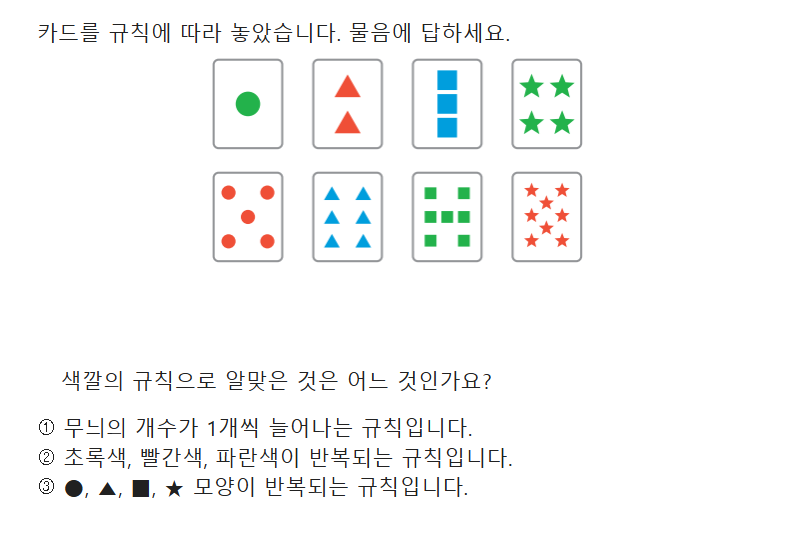 카드를 규칙에 따라 놓았습니다. 물음에 답하세요.
색깔의 규칙으로 알맞은 것은 어느 것인가요?
① 무늬의 개수가 1개씩 늘어나는 규칙입니다.
② 초록색, 빨간색, 파란색이 반복되는 규칙입니다.
③ ●, ▲, ■, ★ 모양이 반복되는 규칙입니다.